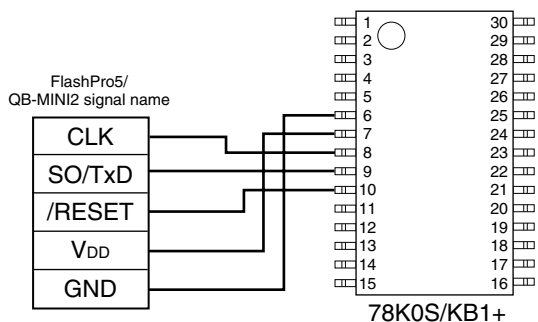 FlashPro5/
QB-MINI2 signal name
CLK
SO/TxD
/RESET
VDD
GND
1 30
2 29
3 28
4 27
5 26
6 25
7 24
8 23
9 22
10 21
11 20
12 19
13 18
14 17
15 16
78K0S/KB1+